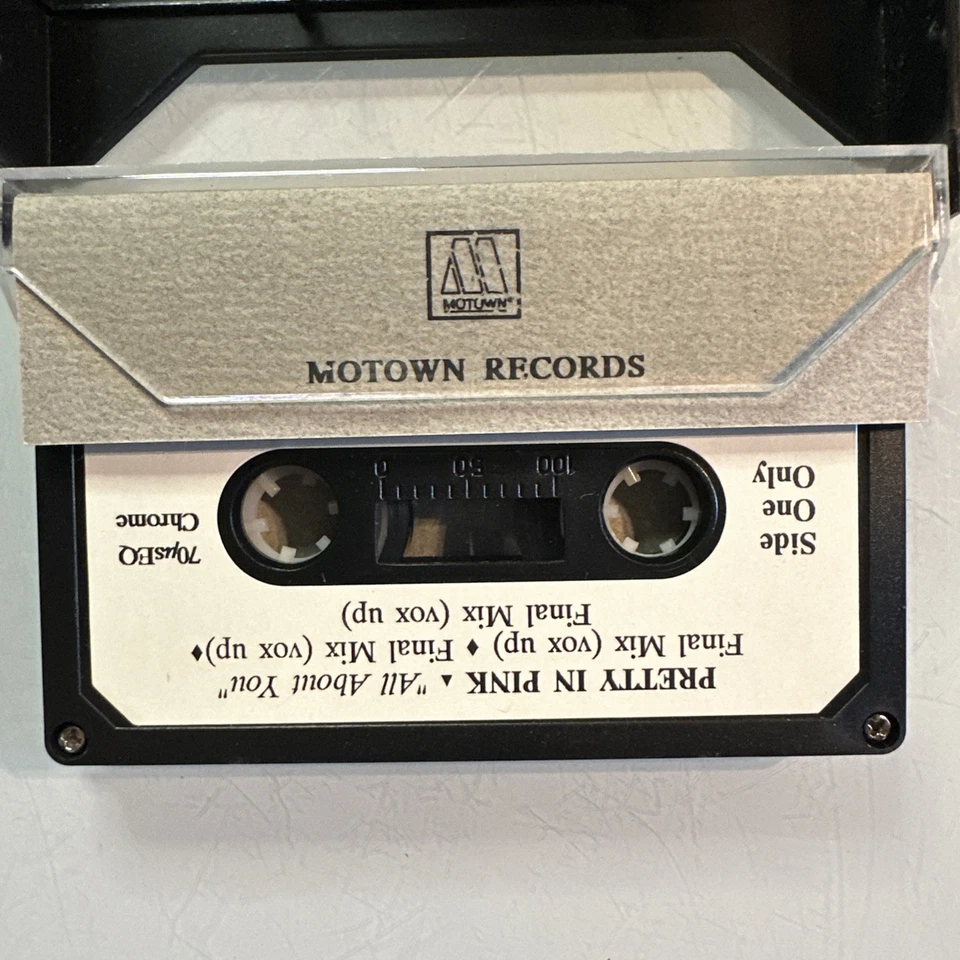 MOTOWN®
MOTOWN RECORDS
PRETTY IN PINK ▲ "All About You"
Final Mix (vox up) ♦ Final Mix (vox up)♦
Final Mix (vox up)
Side
One
Only
70µsEQ
Chrome
100 50 0